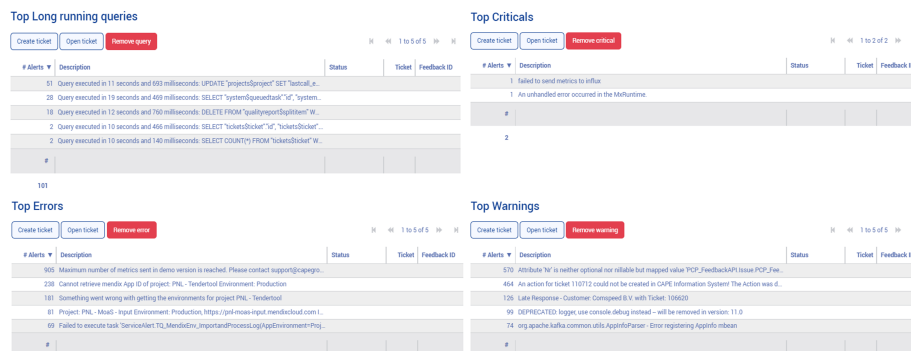 Top Long running queries
Create ticket Open ticket Remove query 1 to 5 of 5
# Alerts ▼ Description Status Ticket Feedback ID
51 Query executed in 11 seconds and 693 milliseconds: UPDATE "projects$project" SET "lastcall_e...
28 Query executed in 19 seconds and 469 milliseconds: SELECT "system$queuedtask"."id", "system...
18 Query executed in 12 seconds and 760 milliseconds: DELETE FROM "qualityreport$splititem" W...
2 Query executed in 10 seconds and 466 milliseconds: SELECT "tickets$ticket"."id", "tickets$ticket"...
2 Query executed in 10 seconds and 140 milliseconds: SELECT COUNT(*) FROM "tickets$ticket" W...
#
101
Top Criticals
Create ticket Open ticket Remove critical 1 to 2 of 2
# Alerts ▼ Description Status Ticket Feedback I
1 failed to send metrics to influx
1 An unhandled error occurred in the MxRuntime.
#
2
Top Errors
Create ticket Open ticket Remove error 1 to 5 of 5
# Alerts ▼ Description Status Ticket Feedback ID
905 Maximum number of metrics sent in demo version is reached. Please contact support@capegro...
238 Cannot retrieve mendix App ID of project: PNL - Tendertool Environment: Production
181 Something went wrong with getting the environments for project PNL - Tendertool
81 Project: PNL - MoaS - Input Environment: Production, https://pnl-moas-input.mendixcloud.com I...
69 Failed to execute task 'ServiceAlert.TQ_MendixEnv_ImportandProcessLog(AppEnvironment=Proj...
#
Top Warnings
Create ticket Open ticket Remove warning 1 to 5 of 5
# Alerts ▼ Description Status Ticket Feedback I
570 Attribute 'Nr' is neither optional nor nillable but mapped value 'PCP_FeedbackAPI.Issue.PCP_Fee...
464 An action for ticket 110712 could not be created in CAPE Information System! The Action was d...
126 Late Response - Customer: Comspeed B.V. with Ticket: 106620
99 DEPRECATED: logger, use console.debug instead -- will be removed in version: 11.0
74 org.apache.kafka.common.utils.AppInfoParser - Error registering AppInfo mbean
#